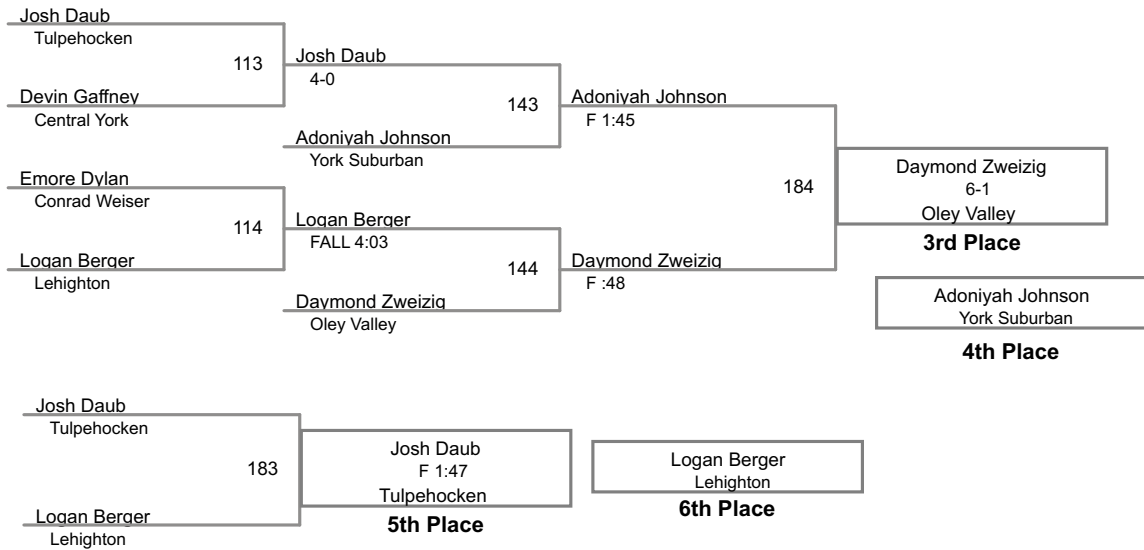 Josh Daub
Tulpehocken
113
Josh Daub
4-0
Devin Gaffney
Central York
143
Adoniyah Johnson
F 1:45
Adoniyah Johnson
York Suburban
Emore Dylan
Conrad Weiser
114
Logan Berger
FALL 4:03
Logan Berger
Lehighton
144
Daymond Zweizig
F :48
Daymond Zweizig
Oley Valley
184
Daymond Zweizig
6-1
Oley Valley
3rd Place
Adoniyah Johnson
York Suburban
4th Place
Josh Daub
Tulpehocken
183
Logan Berger
Lehighton
Josh Daub
F 1:47
Tulpehocken
5th Place
Logan Berger
Lehighton
6th Place